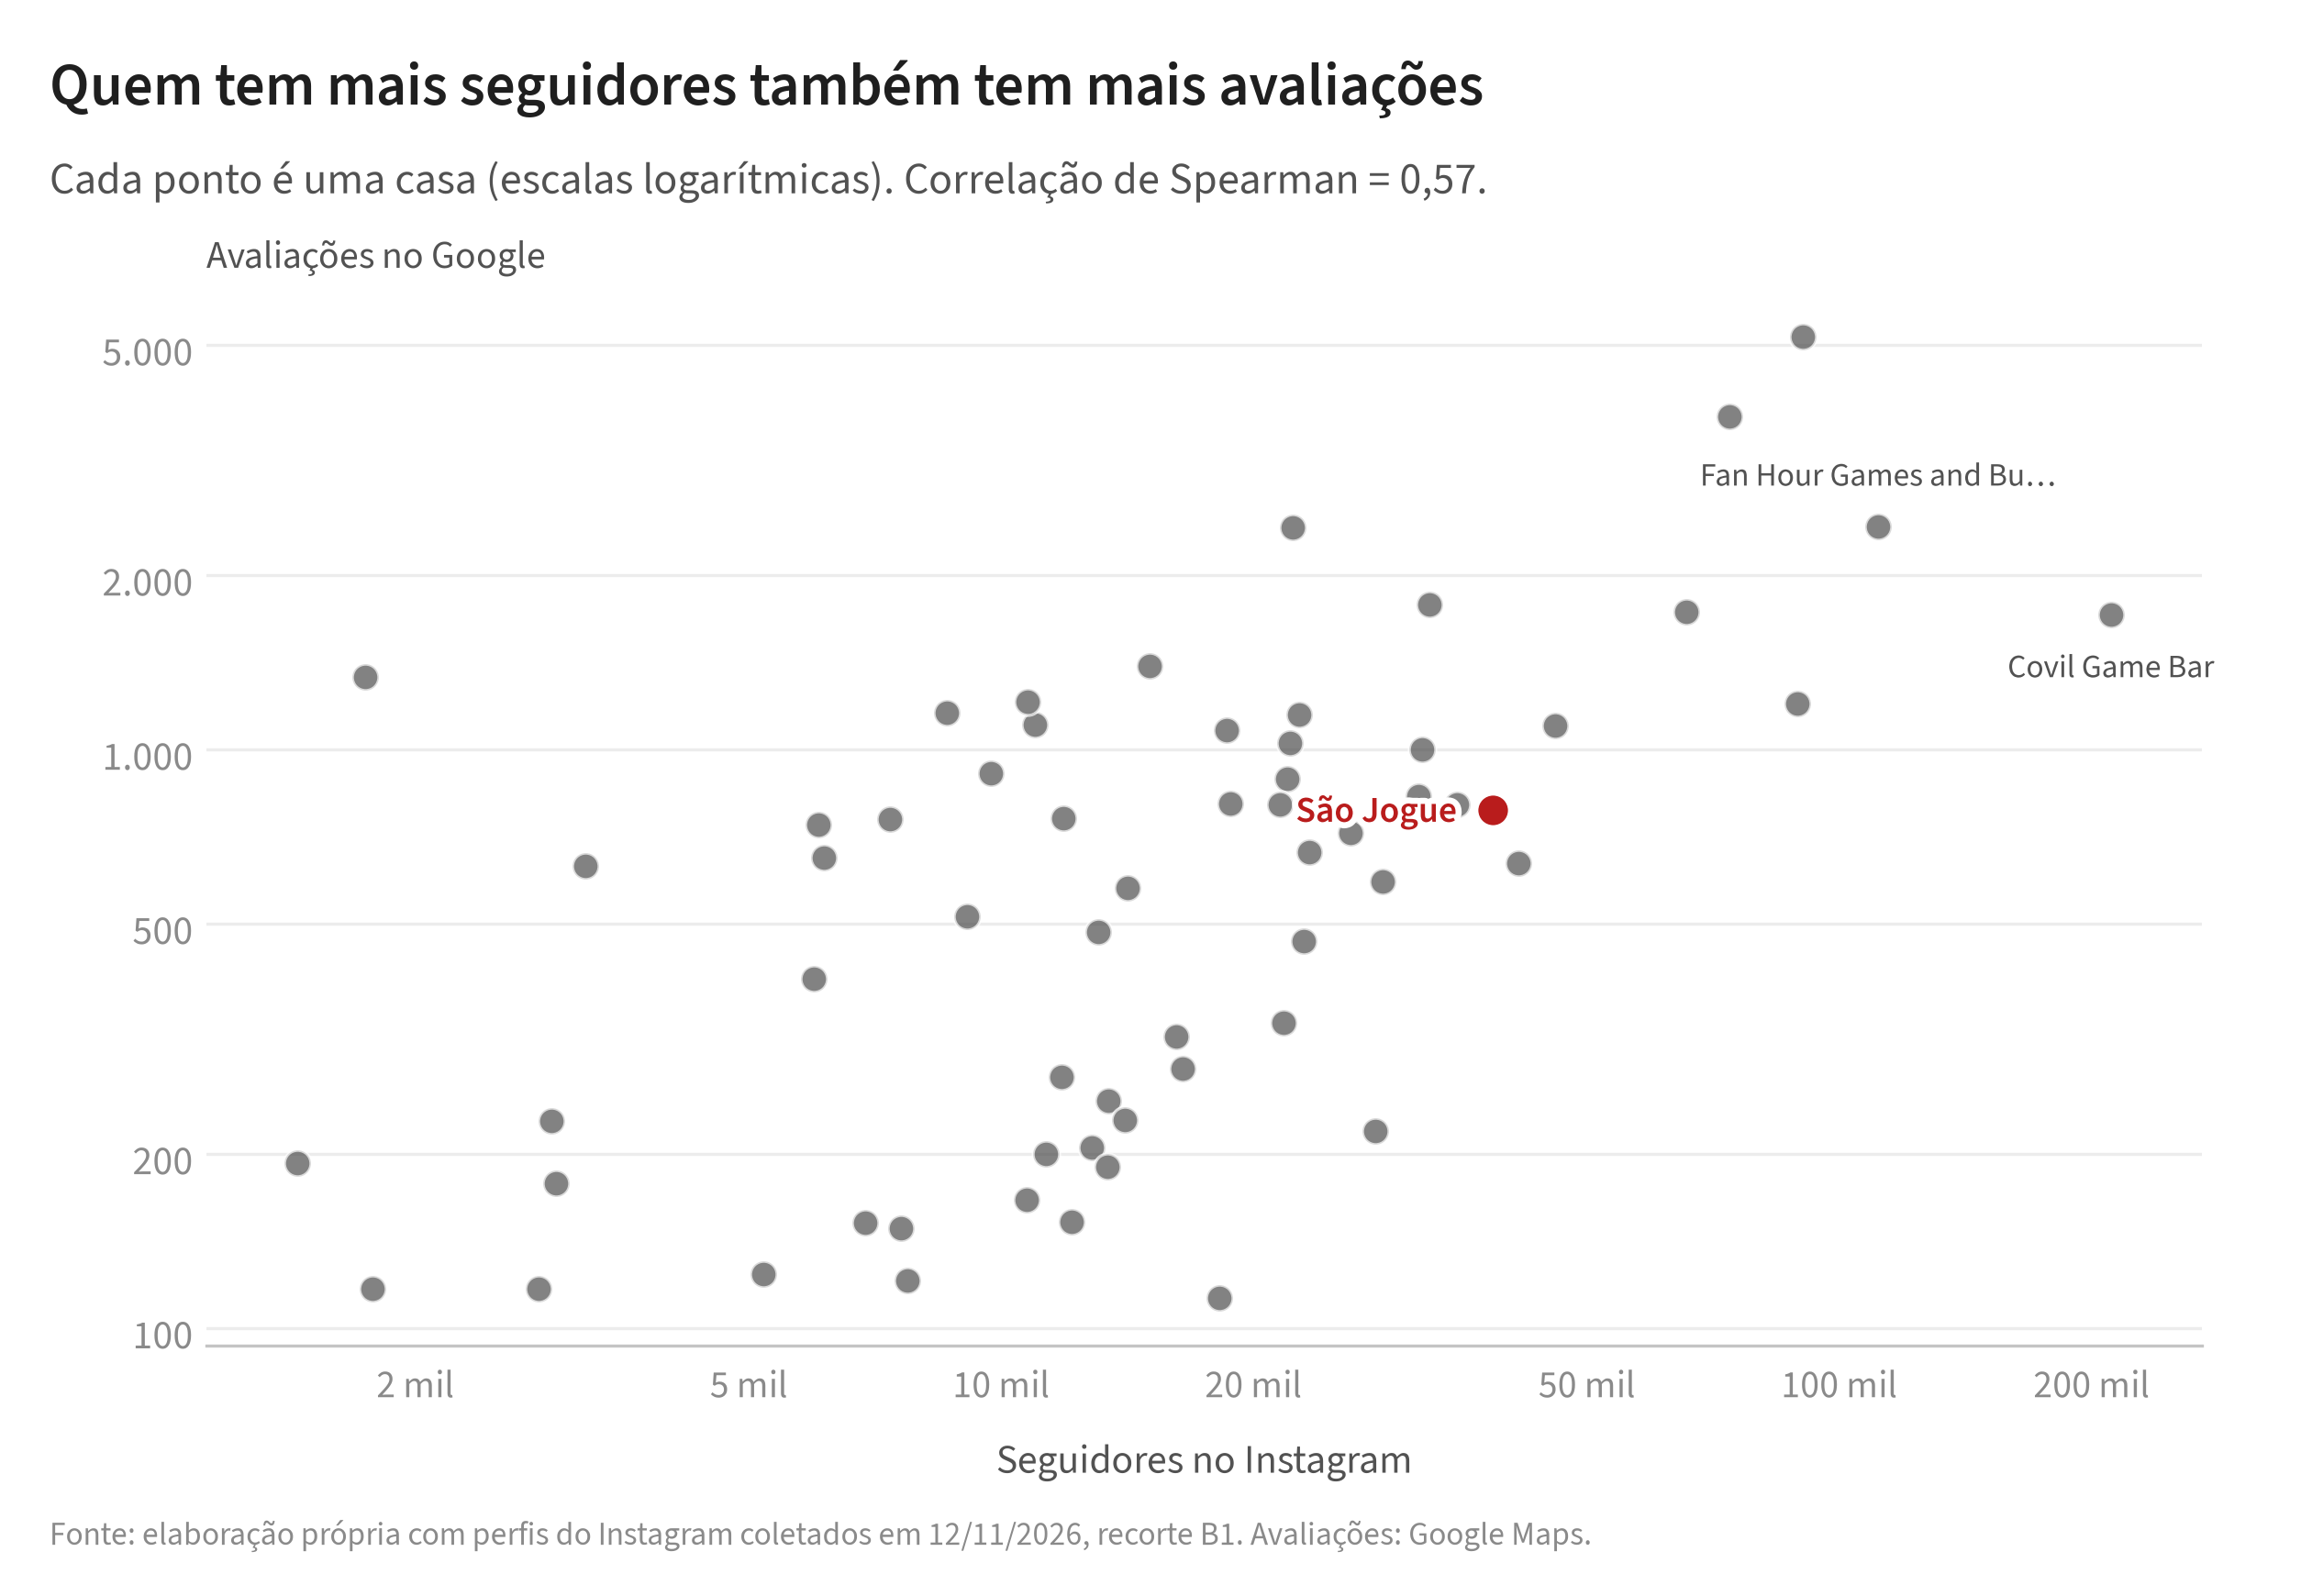 Quem tem mais seguidores também tem mais avaliações
Cada ponto é uma casa (escalas logarítmicas). Correlação de Spearman = 0,57.
Avaliações no Google
5.000
Fan Hour Games and Bu…
2.000
Covil Game Bar
1.000
São Jogue
500
200
100
2 mil 5 mil 10 mil 20 mil 50 mil 100 mil 200 mil
Seguidores no Instagram
Fonte: elaboração própria com perfis do Instagram coletados em 12/11/2026, recorte B1. Avaliações: Google Maps.